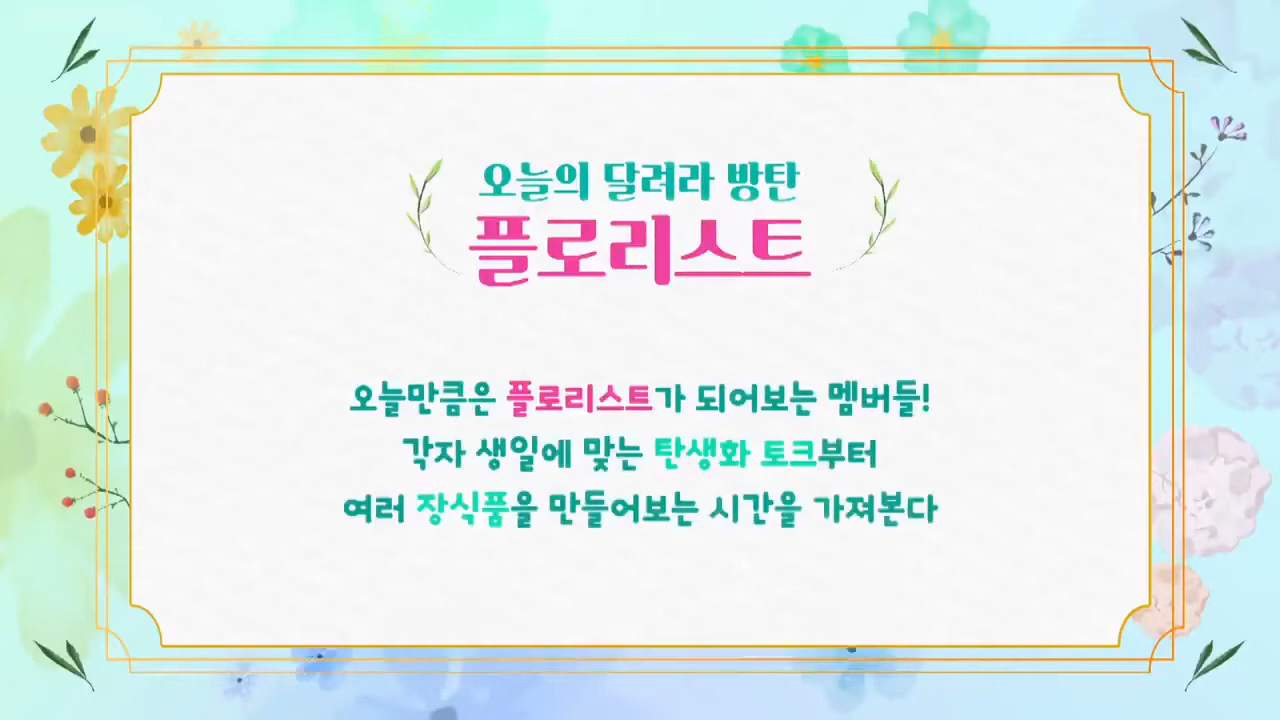 오늘의 달려라 방탄
플로리스트
오늘만큼은 플로리스트가 되어보는 멤버들!
각자 생일에 맞는 탄생화 토크부터
여러 장식품을 만들어보는 시간을 가져본다